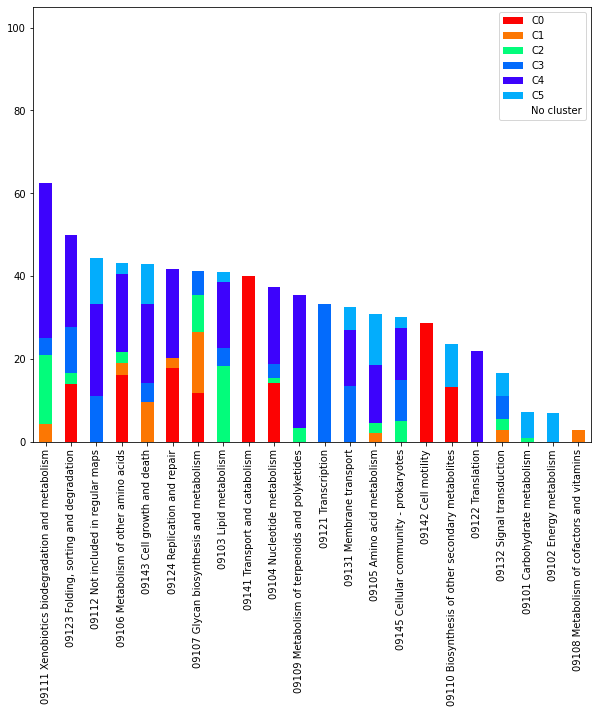 C0
C1
C2
C3
C4
C5
No cluster
100
80
60
40
20
0
09111 Xenobiotics biodegradation and metabolism
09123 Folding, sorting and degradation
09112 Not included in regular maps
09106 Metabolism of other amino acids
09143 Cell growth and death
09124 Replication and repair
09107 Glycan biosynthesis and metabolism
09103 Lipid metabolism
09141 Transport and catabolism
09104 Nucleotide metabolism
09109 Metabolism of terpenoids and polyketides
09121 Transcription
09131 Membrane transport
09105 Amino acid metabolism
09145 Cellular community - prokaryotes
09142 Cell motility
09110 Biosynthesis of other secondary metabolites
09122 Translation
09132 Signal transduction
09101 Carbohydrate metabolism
09102 Energy metabolism
09108 Metabolism of cofactors and vitamins